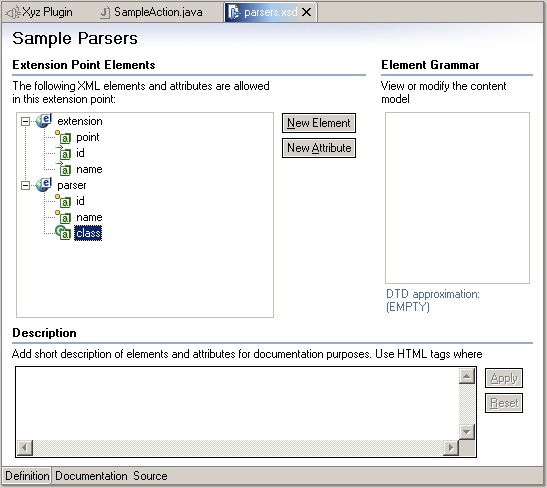 Xyz Plugin SampleAction.java parsers.xsd
Sample Parsers
Extension Point Elements
The following XML elements and attributes are allowed
in this extension point:
extension
point
id
name
parser
id
name
class
New Element
New Attribute
Element Grammar
View or modify the content
model
DTD approximation:
(EMPTY)
Description
Add short description of elements and attributes for documentation purposes. Use HTML tags where
Apply
Reset
Definition Documentation Source